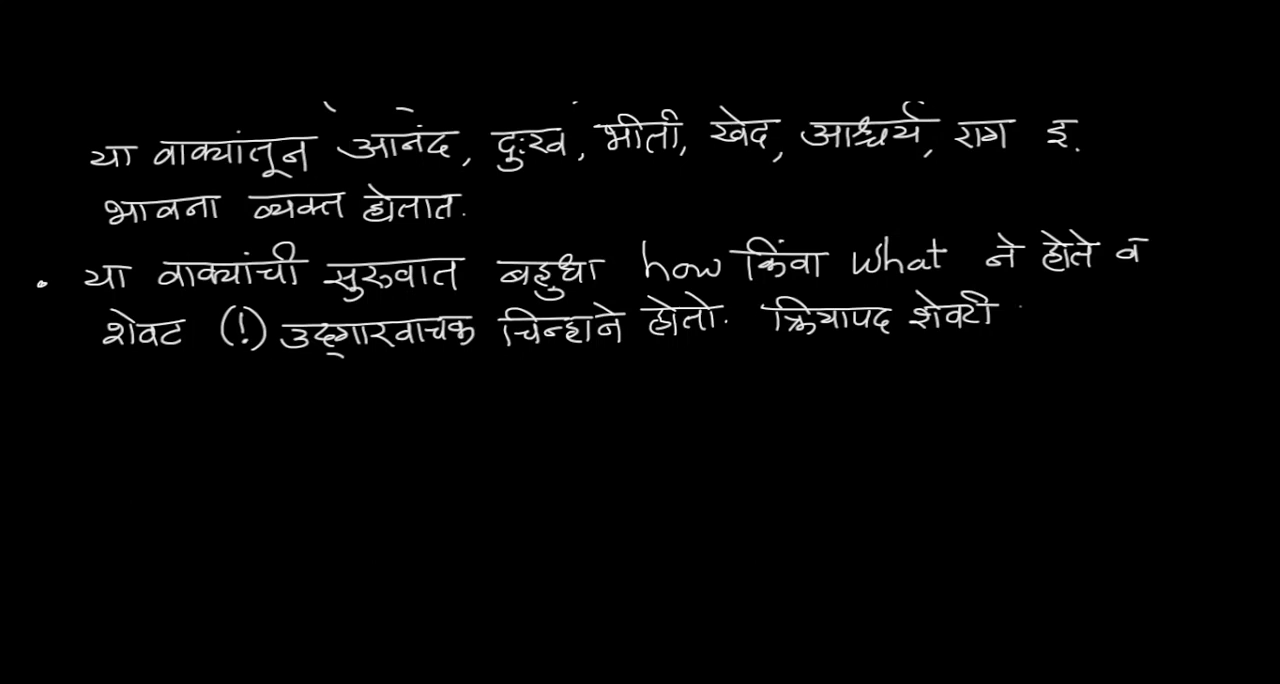 या वाक्यांतून आनंद, दुःख, भीती, खेद, आश्चर्य, राग इ.
भावना व्यक्त होतात.
• या वाक्यांची सुरुवात बहुधा how किंवा what ने होते व
शेवट (!) उद्‌गारवाचक चिन्हाने होतो. क्रियापद शेवटी